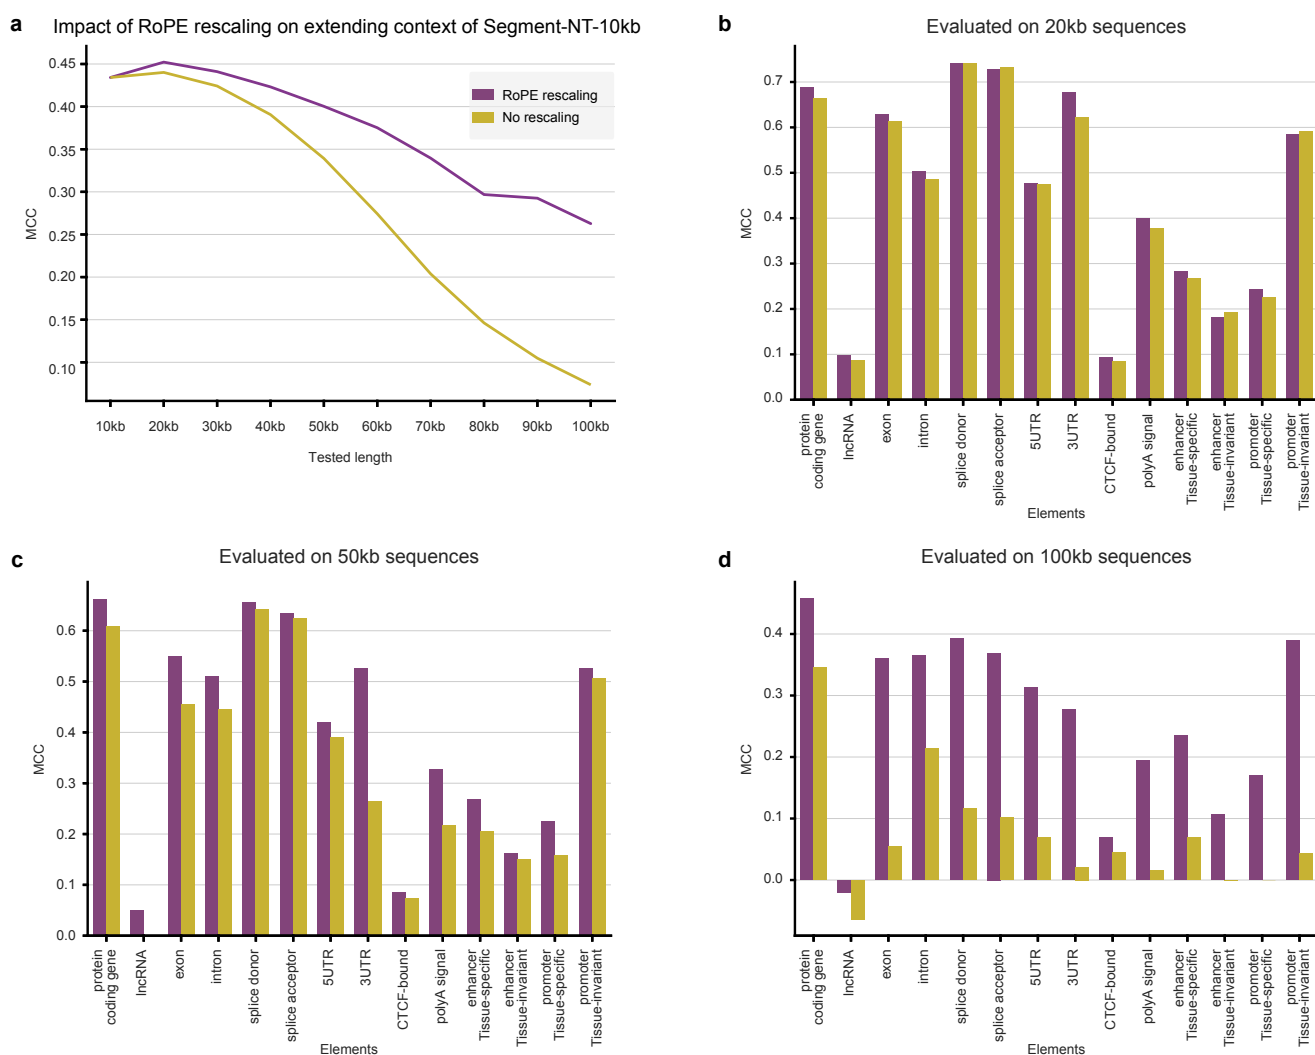 a
Impact of RoPE rescaling on extending context of Segment-NT-10kb
0.45
0.40
0.35
0.30
0.25
0.20
0.15
0.10
MCC
RoPE rescaling
No rescaling
10kb 20kb 30kb 40kb 50kb 60kb 70kb 80kb 90kb 100kb
Tested length
b
Evaluated on 20kb sequences
0.7
0.6
0.5
0.4
0.3
0.2
0.1
0.0
MCC
protein
coding gene
lncRNA
exon
intron
splice donor
splice acceptor
5UTR
3UTR
CTCF-bound
polyA signal
enhancer
Tissue-specific
enhancer
Tissue-invariant
promoter
Tissue-specific
promoter
Tissue-invariant
Elements
c
Evaluated on 50kb sequences
0.6
0.5
0.4
0.3
0.2
0.1
0.0
MCC
protein
coding gene
lncRNA
exon
intron
splice donor
splice acceptor
5UTR
3UTR
CTCF-bound
polyA signal
enhancer
Tissue-specific
enhancer
Tissue-invariant
promoter
Tissue-specific
promoter
Tissue-invariant
Elements
d
Evaluated on 100kb sequences
0.4
0.3
0.2
0.1
0.0
MCC
protein
coding gene
lncRNA
exon
intron
splice donor
splice acceptor
5UTR
3UTR
CTCF-bound
polyA signal
enhancer
Tissue-specific
enhancer
Tissue-invariant
promoter
Tissue-specific
promoter
Tissue-invariant
Elements